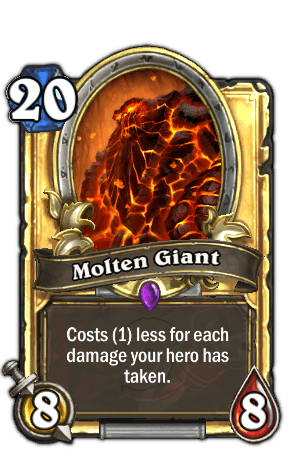 20
Molten Giant
Costs (1) less for each
damage your hero has
taken.
8
8